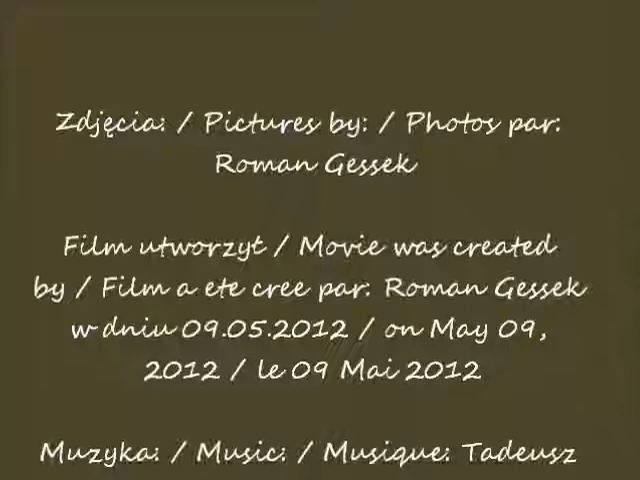 Zdjęcia: / Pictures by: / Photos par:
Roman Gessek
Film utworzył / Movie was created
by / Film a ete cree par: Roman Gessek
w dniu 09.05.2012 / on May 09,
2012 / le 09 Mai 2012
Muzyka: / Music: / Musique: Tadeusz